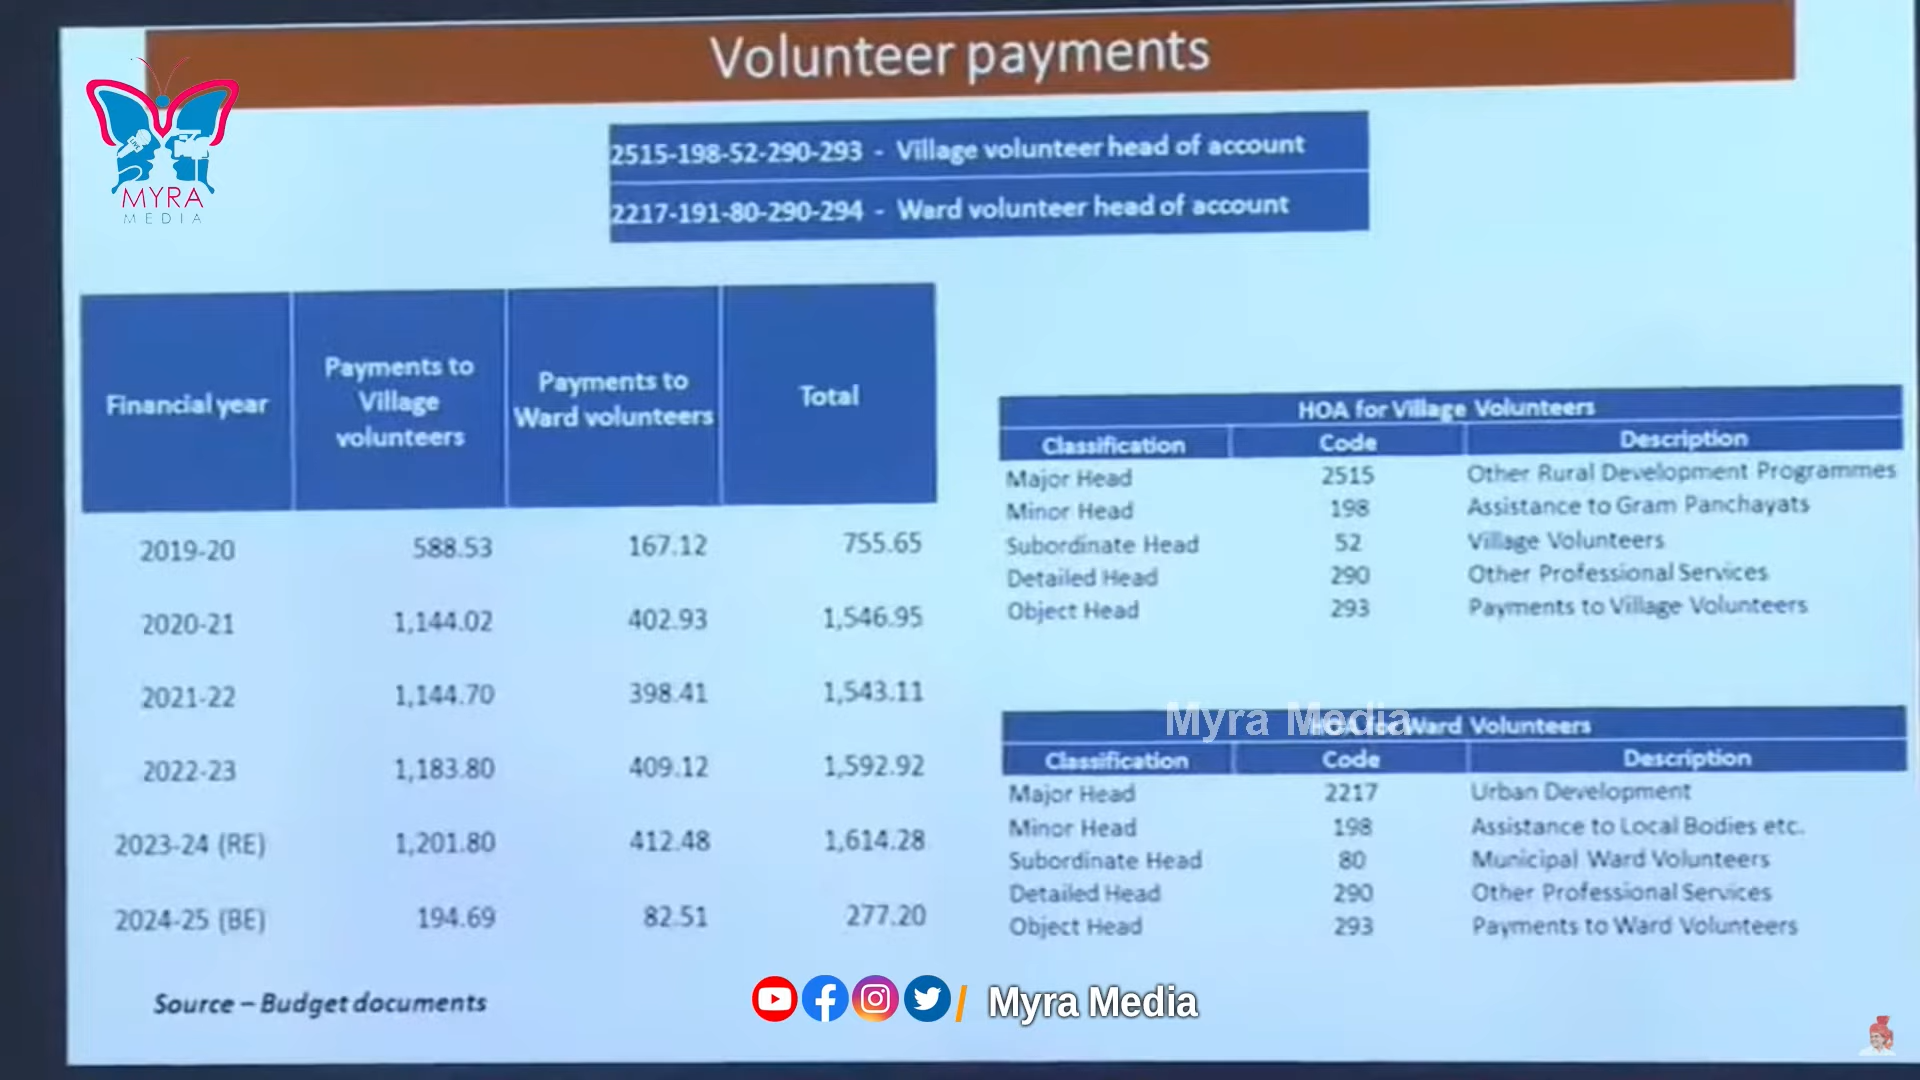 Volunteer payments
MYRA
MEDIA
2515-198-52-290-293 - Village volunteer head of account
2217-191-80-290-294 - Ward volunteer head of account
Financial year Payments to Village volunteers Payments to Ward volunteers Total
2019-20 588.53 167.12 755.65
2020-21 1,144.02 402.93 1,546.95
2021-22 1,144.70 398.41 1,543.11
2022-23 1,183.80 409.12 1,592.92
2023-24 (RE) 1,201.80 412.48 1,614.28
2024-25 (BE) 194.69 82.51 277.20
Source – Budget documents
HOA for Village Volunteers
Classification Code Description
Major Head 2515 Other Rural Development Programmes
Minor Head 198 Assistance to Gram Panchayats
Subordinate Head 52 Village Volunteers
Detailed Head 290 Other Professional Services
Object Head 293 Payments to Village Volunteers
Myra Media
HOA for Ward Volunteers
Classification Code Description
Major Head 2217 Urban Development
Minor Head 198 Assistance to Local Bodies etc.
Subordinate Head 80 Municipal Ward Volunteers
Detailed Head 290 Other Professional Services
Object Head 293 Payments to Ward Volunteers
/ Myra Media